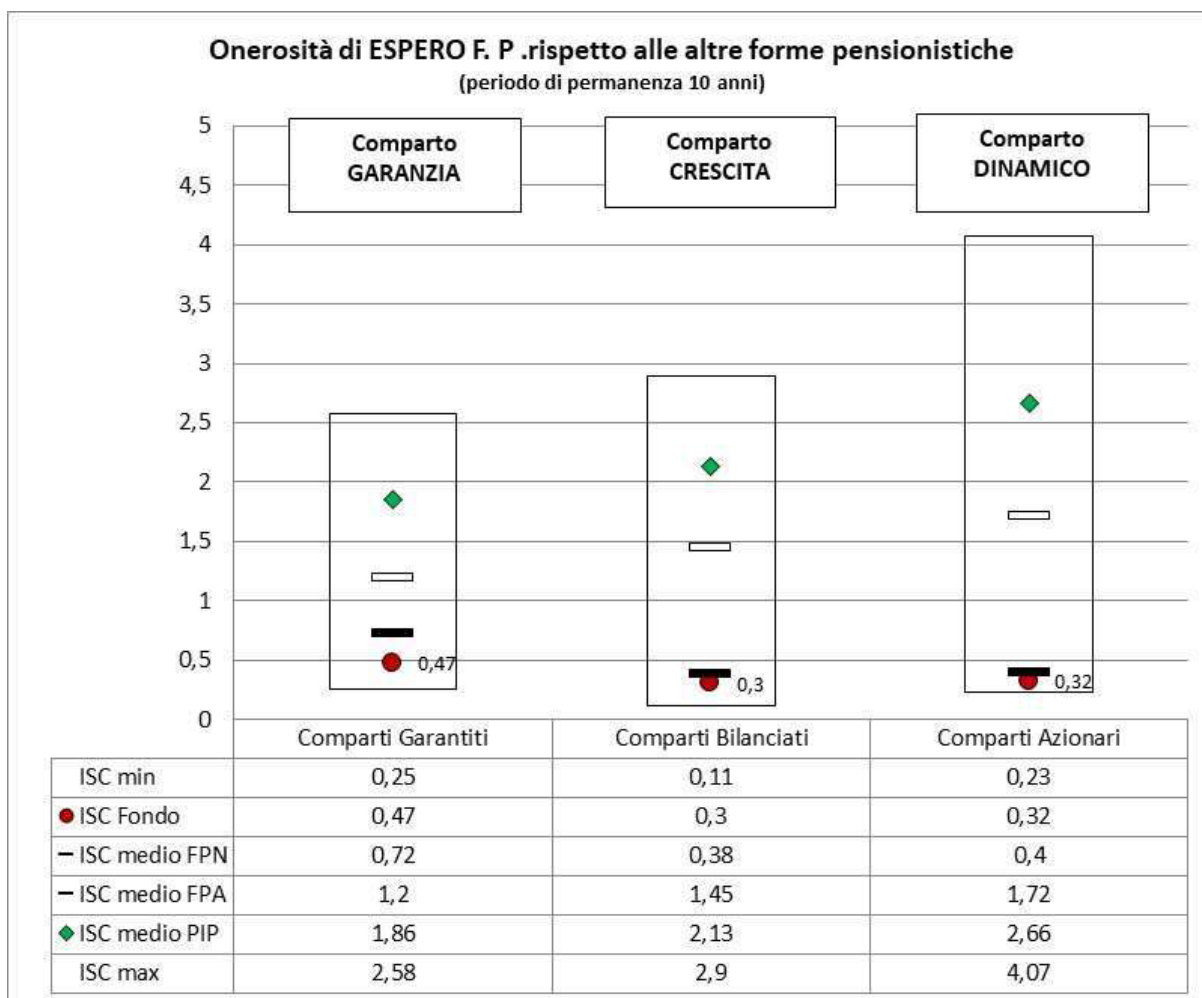 Onerosità di ESPERO F. P .rispetto alle altre forme pensionistiche
(periodo di permanenza 10 anni)
Comparto
GARANZIA
Comparto
CRESCITA
Comparto
DINAMICO
5
4,5
4
3,5
3
2,5
2
1,5
1
0,5
0
0,47
0,3
0,32
Comparti Garantiti Comparti Bilanciati Comparti Azionari
ISC min 0,25 0,11 0,23
ISC Fondo 0,47 0,3 0,32
ISC medio FPN 0,72 0,38 0,4
ISC medio FPA 1,2 1,45 1,72
ISC medio PIP 1,86 2,13 2,66
ISC max 2,58 2,9 4,07